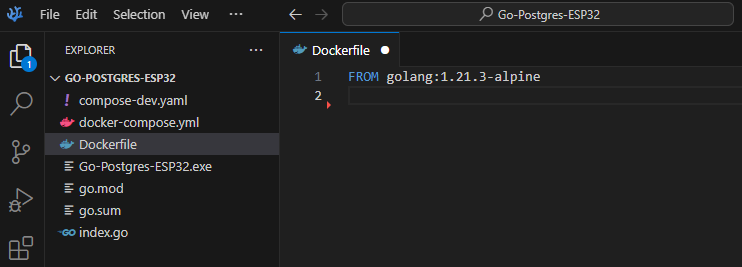 File Edit Selection View Go Run ...
Go-Postgres-ESP32
EXPLORER
...
Dockerfile
GO-POSTGRES-ESP32
1 FROM golang:1.21.3-alpine
2
compose-dev.yaml
docker-compose.yml
Dockerfile
Go-Postgres-ESP32.exe
go.mod
go.sum
index.go
1